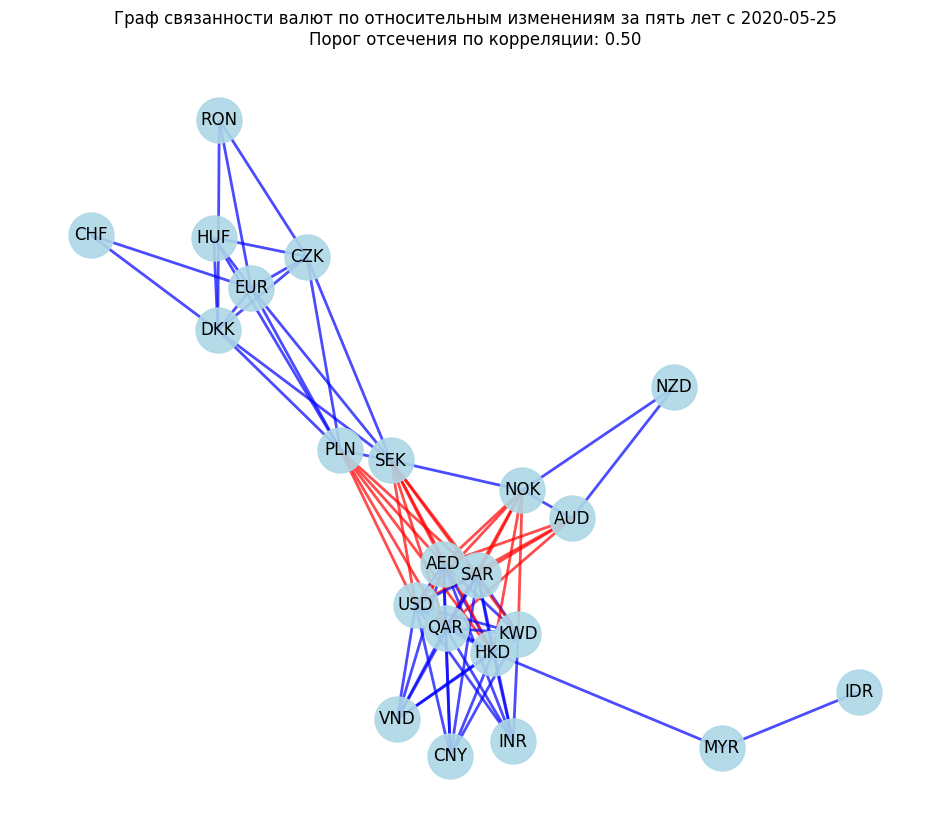 Граф связанности валют по относительным изменениям за пять лет с 2020-05-25
Порог отсечения по корреляции: 0.50
RON
CHF
HUF
CZK
EUR
DKK
NZD
PLN
SEK
NOK
AUD
AED
SAR
USD
QAR
KWD
HKD
IDR
VND
INR
MYR
CNY